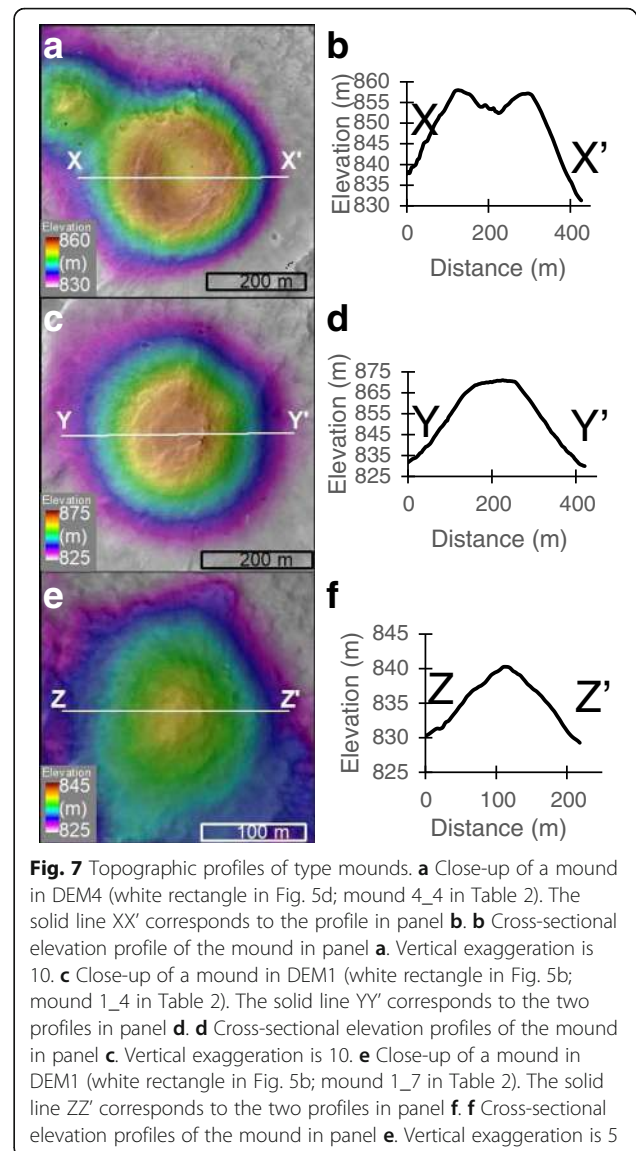 a
X X'
Elevation
860
(m)
830
200 m
b
Elevation (m)
860
855
850
845
840
835
830
X
X’
0 200 400
Distance (m)
c
Y Y'
Elevation
875
(m)
825
200 m
d
Elevation (m)
875
865
855
845
835
825
Y
Y’
0 200 400
Distance (m)
e
Z Z'
Elevation
845
(m)
825
100 m
f
Elevation (m)
845
840
835
830
825
Z
Z’
0 100 200
Distance (m)
Fig. 7 Topographic profiles of type mounds. a Close-up of a mound
in DEM4 (white rectangle in Fig. 5d; mound 4_4 in Table 2). The
solid line XX’ corresponds to the profile in panel b. b Cross-sectional
elevation profile of the mound in panel a. Vertical exaggeration is
10. c Close-up of a mound in DEM1 (white rectangle in Fig. 5b;
mound 1_4 in Table 2). The solid line YY’ corresponds to the two
profiles in panel d. d Cross-sectional elevation profiles of the mound
in panel c. Vertical exaggeration is 10. e Close-up of a mound in
DEM1 (white rectangle in Fig. 5b; mound 1_7 in Table 2). The solid
line ZZ’ corresponds to the two profiles in panel f. f Cross-sectional
elevation profiles of the mound in panel e. Vertical exaggeration is 5